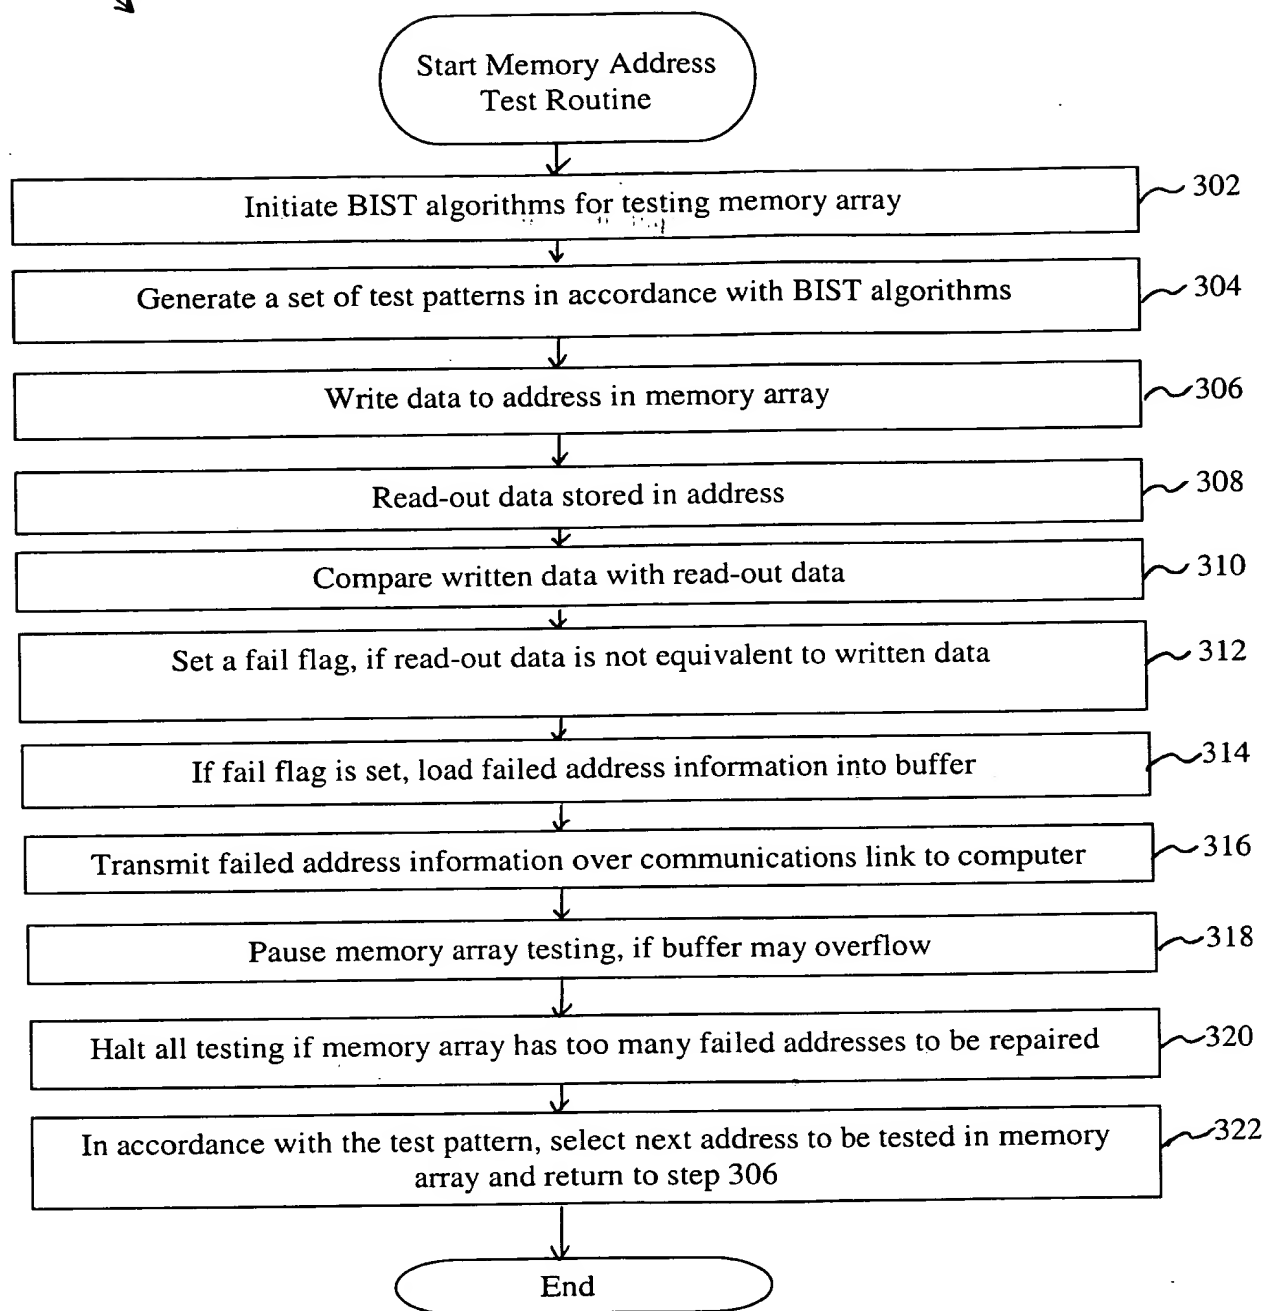 Start Memory Address
Test Routine
Initiate BIST algorithms for testing memory array
302
Generate a set of test patterns in accordance with BIST algorithms
304
Write data to address in memory array
306
Read-out data stored in address
308
Compare written data with read-out data
310
Set a fail flag, if read-out data is not equivalent to written data
312
If fail flag is set, load failed address information into buffer
314
Transmit failed address information over communications link to computer
316
Pause memory array testing, if buffer may overflow
318
Halt all testing if memory array has too many failed addresses to be repaired
320
In accordance with the test pattern, select next address to be tested in memory
array and return to step 306
322
End